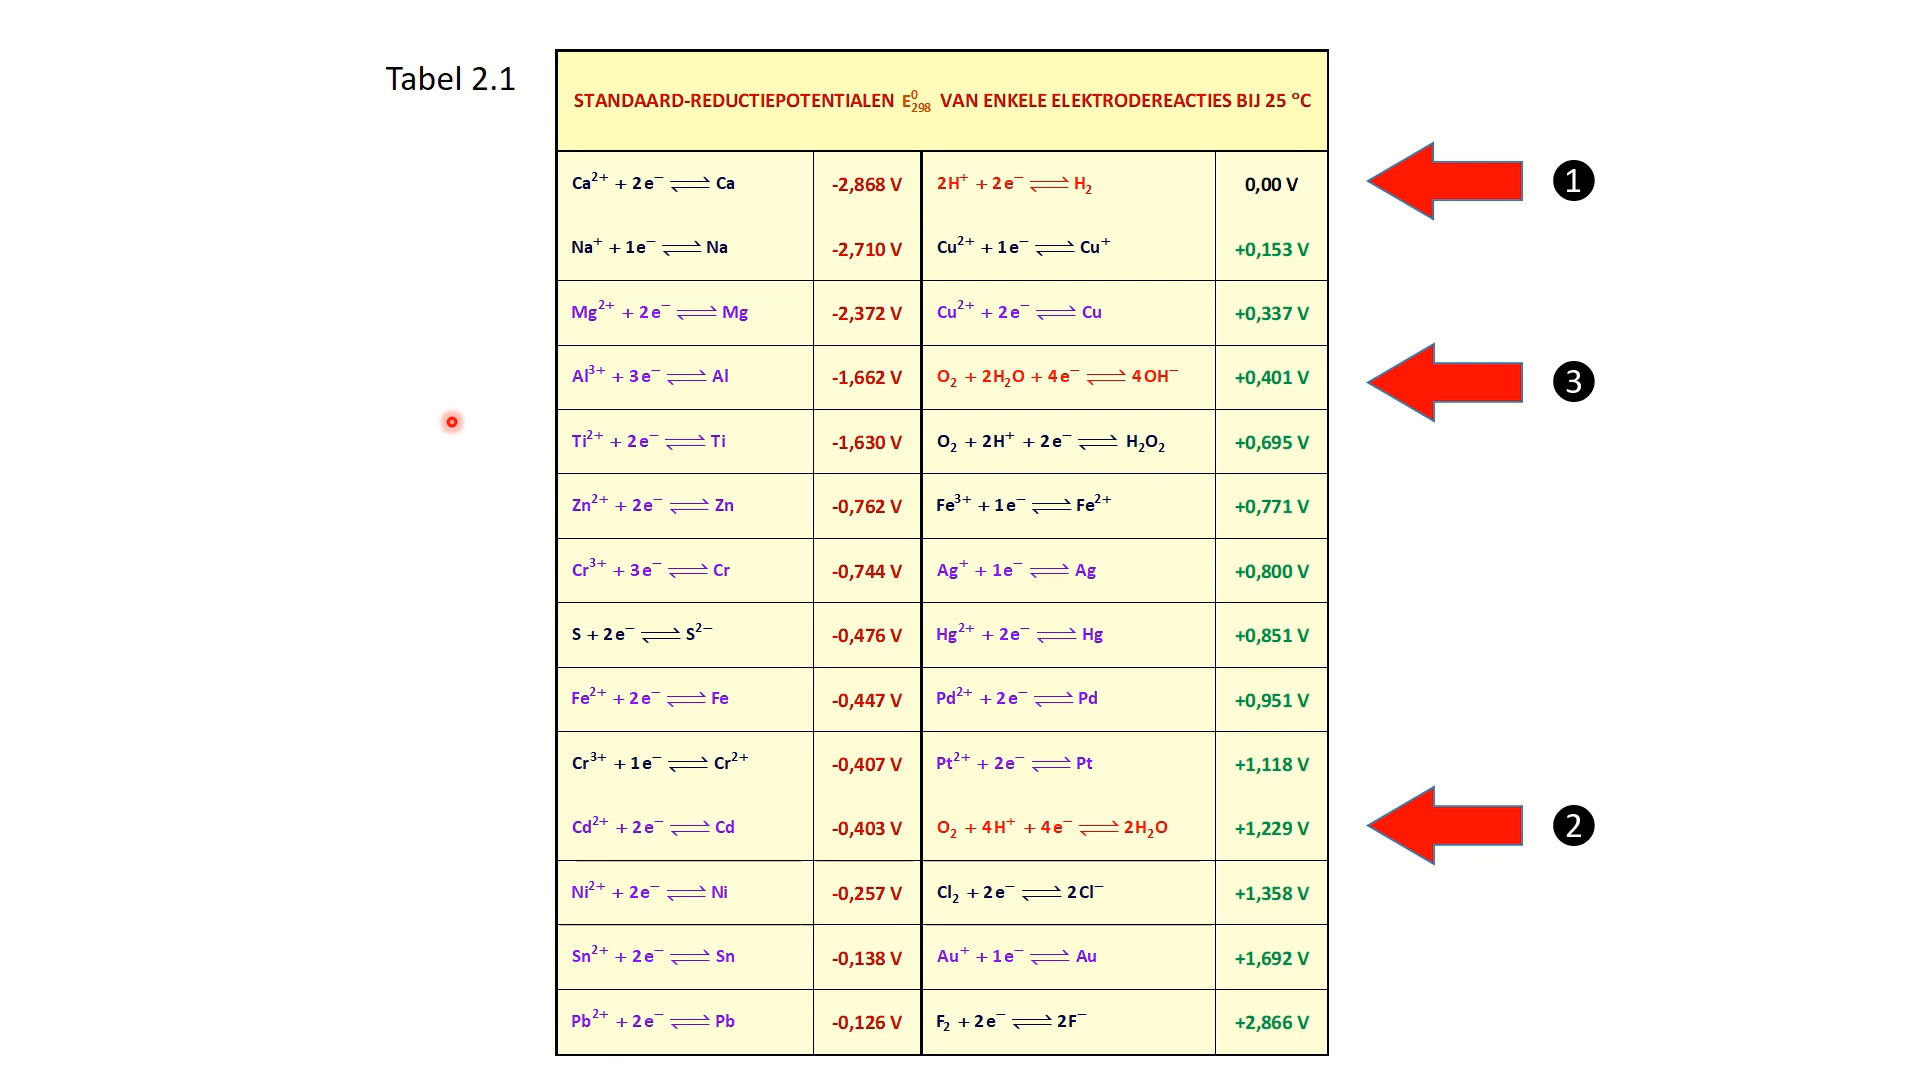 Tabel 2.1
STANDAARD-REDUCTIEPOTENTIALEN E⁰₂₉₈ VAN ENKELE ELEKTRODEREACTIES BIJ 25 °C
Ca²⁺ + 2e⁻ ⇌ Ca -2,868 V 2H⁺ + 2e⁻ ⇌ H₂ 0,00 V ❶
Na⁺ + 1e⁻ ⇌ Na -2,710 V Cu²⁺ + 1e⁻ ⇌ Cu⁺ +0,153 V
Mg²⁺ + 2e⁻ ⇌ Mg -2,372 V Cu²⁺ + 2e⁻ ⇌ Cu +0,337 V
Al³⁺ + 3e⁻ ⇌ Al -1,662 V O₂ + 2H₂O + 4e⁻ ⇌ 4OH⁻ +0,401 V ❸
Ti²⁺ + 2e⁻ ⇌ Ti -1,630 V O₂ + 2H⁺ + 2e⁻ ⇌ H₂O₂ +0,695 V
Zn²⁺ + 2e⁻ ⇌ Zn -0,762 V Fe³⁺ + 1e⁻ ⇌ Fe²⁺ +0,771 V
Cr³⁺ + 3e⁻ ⇌ Cr -0,744 V Ag⁺ + 1e⁻ ⇌ Ag +0,800 V
S + 2e⁻ ⇌ S²⁻ -0,476 V Hg²⁺ + 2e⁻ ⇌ Hg +0,851 V
Fe²⁺ + 2e⁻ ⇌ Fe -0,447 V Pd²⁺ + 2e⁻ ⇌ Pd +0,951 V
Cr³⁺ + 1e⁻ ⇌ Cr²⁺ -0,407 V Pt²⁺ + 2e⁻ ⇌ Pt +1,118 V
Cd²⁺ + 2e⁻ ⇌ Cd -0,403 V O₂ + 4H⁺ + 4e⁻ ⇌ 2H₂O +1,229 V ❷
Ni²⁺ + 2e⁻ ⇌ Ni -0,257 V Cl₂ + 2e⁻ ⇌ 2Cl⁻ +1,358 V
Sn²⁺ + 2e⁻ ⇌ Sn -0,138 V Au⁺ + 1e⁻ ⇌ Au +1,692 V
Pb²⁺ + 2e⁻ ⇌ Pb -0,126 V F₂ + 2e⁻ ⇌ 2F⁻ +2,866 V